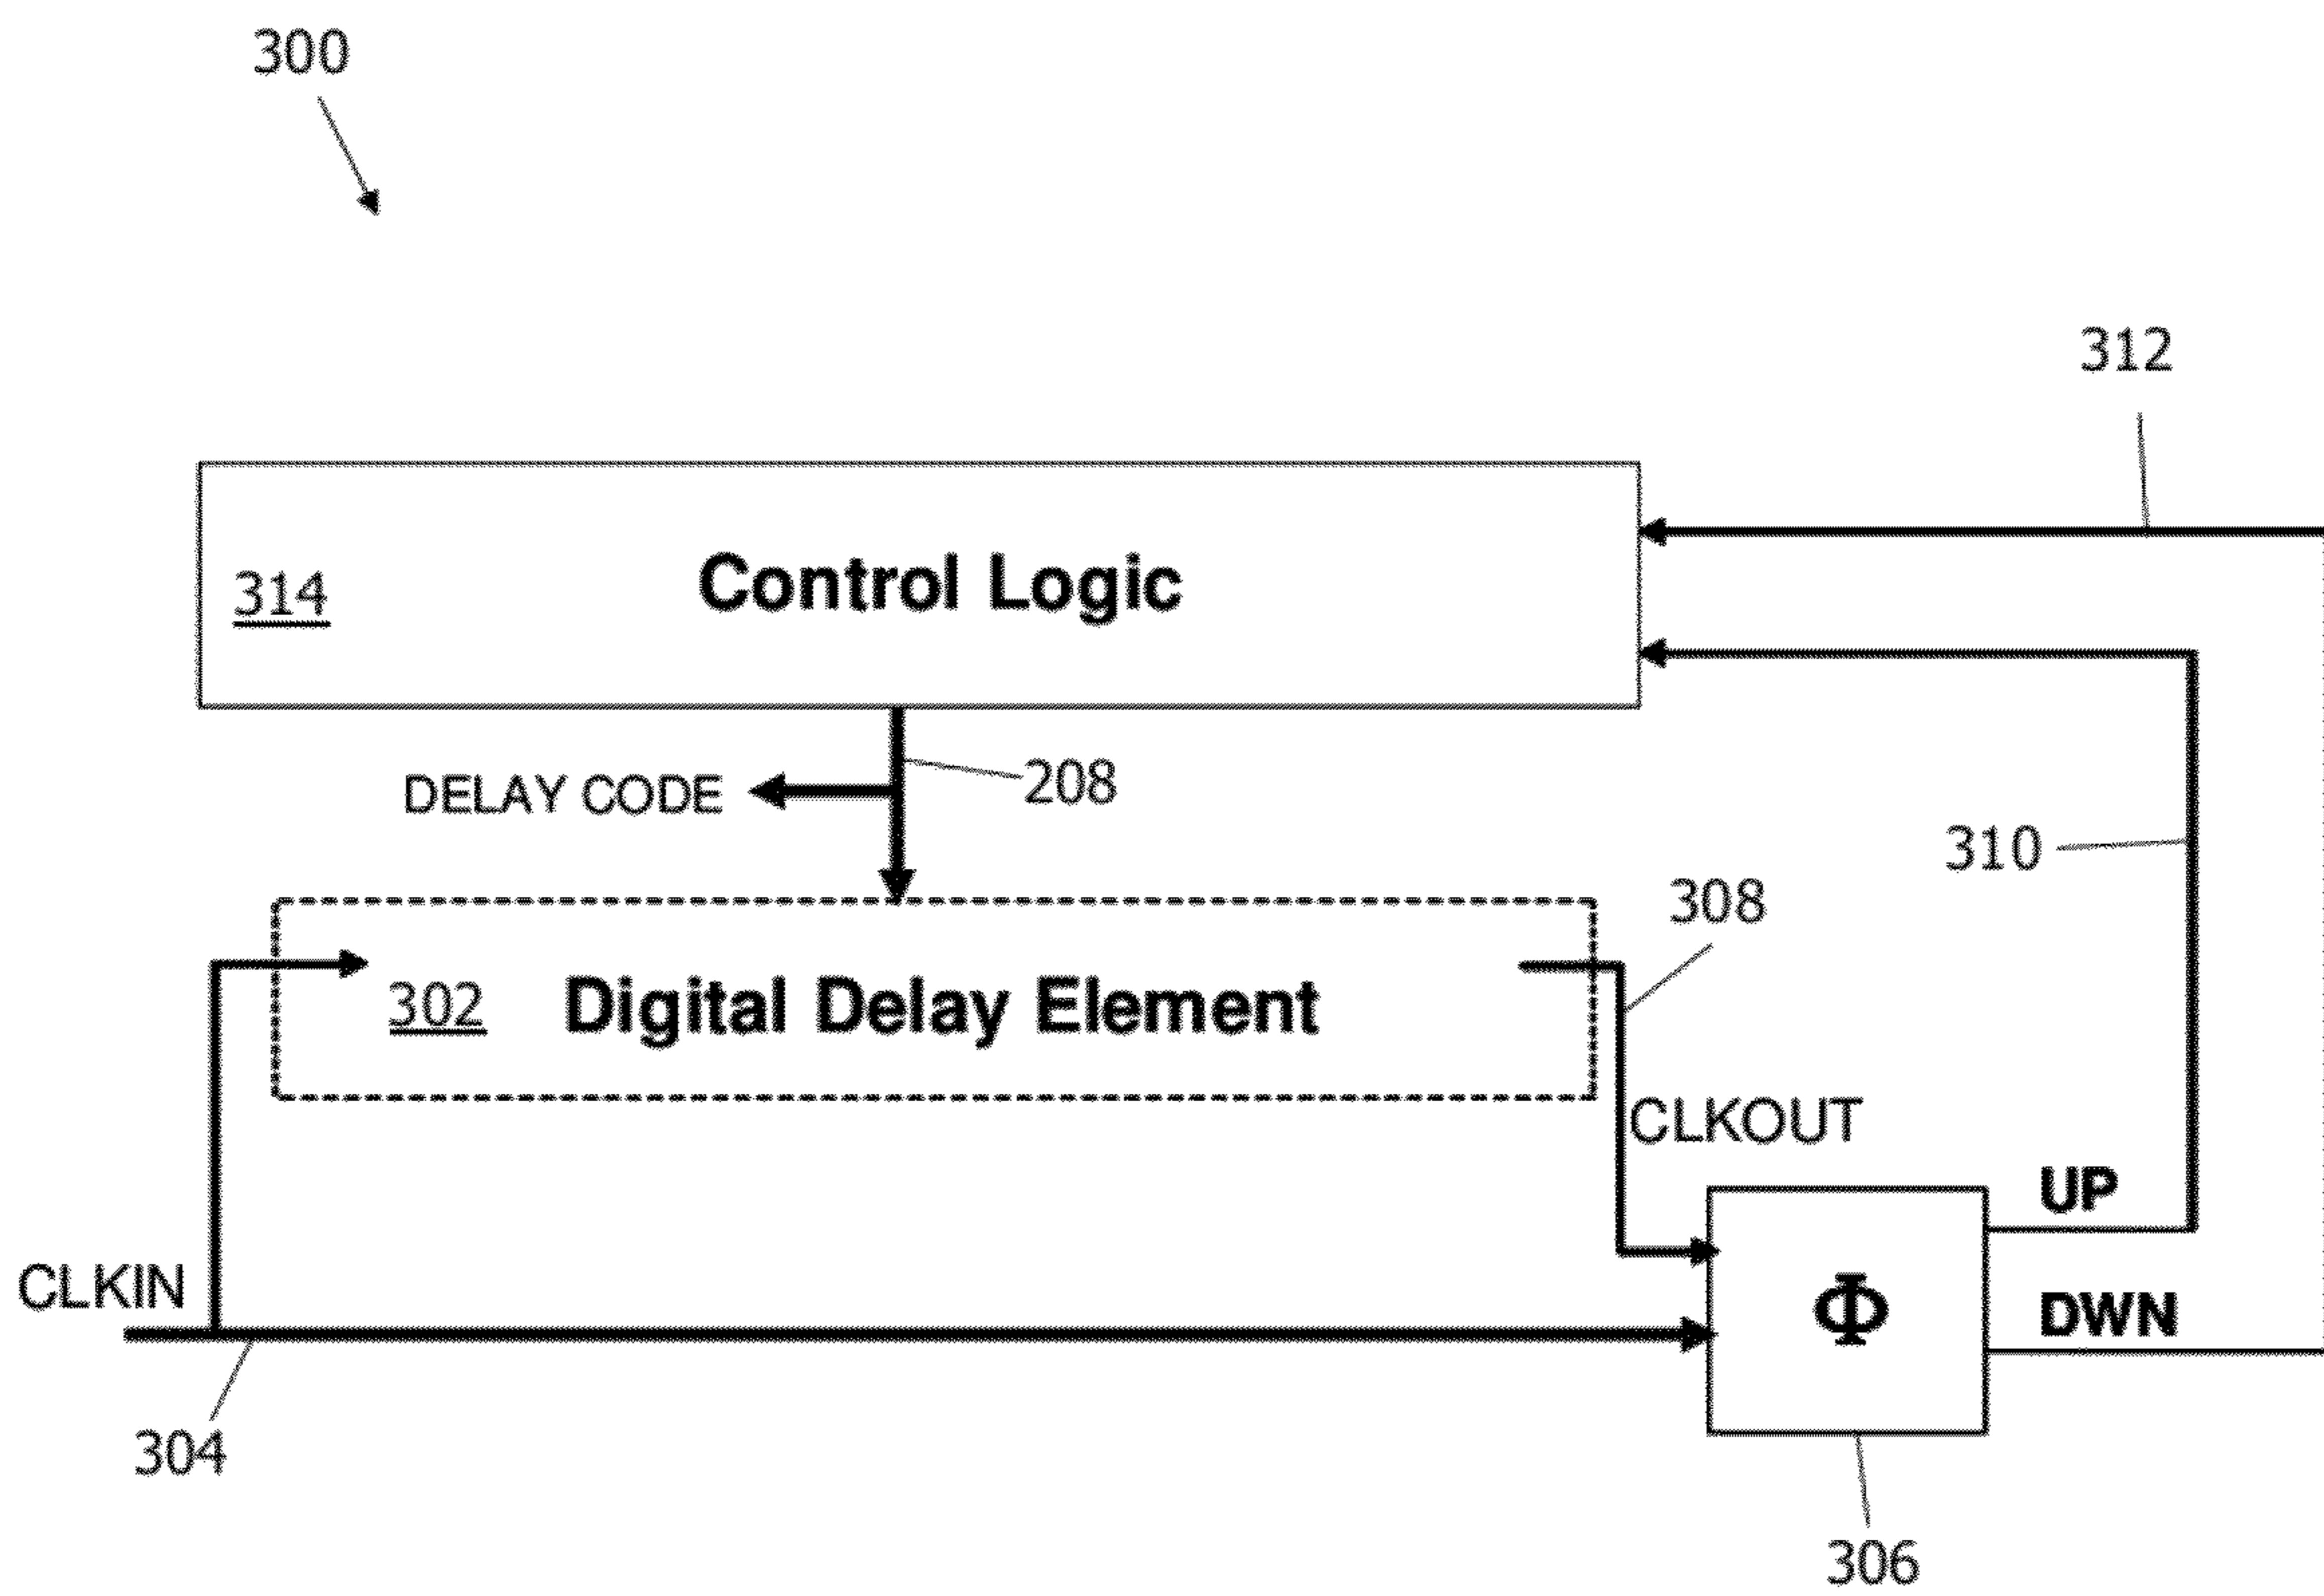 300
312
314 Control Logic
DELAY CODE
208
310
308
302 Digital Delay Element
CLKOUT
UP
CLKIN
Φ
DWN
304
306